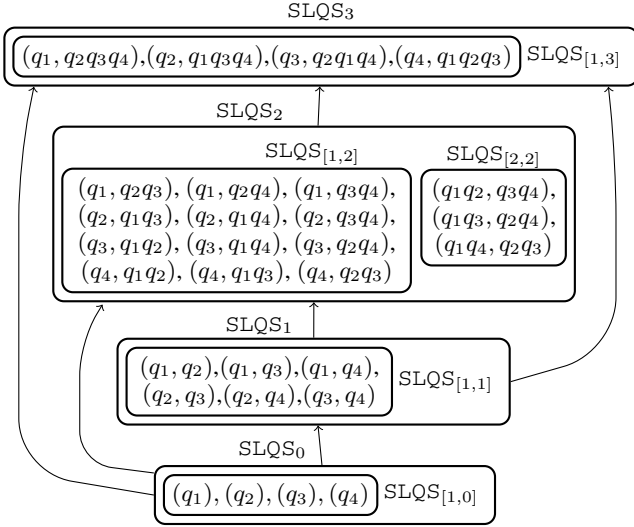 SLQS₃
(q₁, q₂q₃q₄),(q₂, q₁q₃q₄),(q₃, q₂q₁q₄),(q₄, q₁q₂q₃) SLQS[1,3]
SLQS₂
SLQS[1,2]
(q₁, q₂q₃), (q₁, q₂q₄), (q₁, q₃q₄),
(q₂, q₁q₃), (q₂, q₁q₄), (q₂, q₃q₄),
(q₃, q₁q₂), (q₃, q₁q₄), (q₃, q₂q₄),
(q₄, q₁q₂), (q₄, q₁q₃), (q₄, q₂q₃)
SLQS[2,2]
(q₁q₂, q₃q₄),
(q₁q₃, q₂q₄),
(q₁q₄, q₂q₃)
SLQS₁
(q₁, q₂),(q₁, q₃),(q₁, q₄),
(q₂, q₃),(q₂, q₄),(q₃, q₄)
SLQS[1,1]
SLQS₀
(q₁), (q₂), (q₃), (q₄) SLQS[1,0]